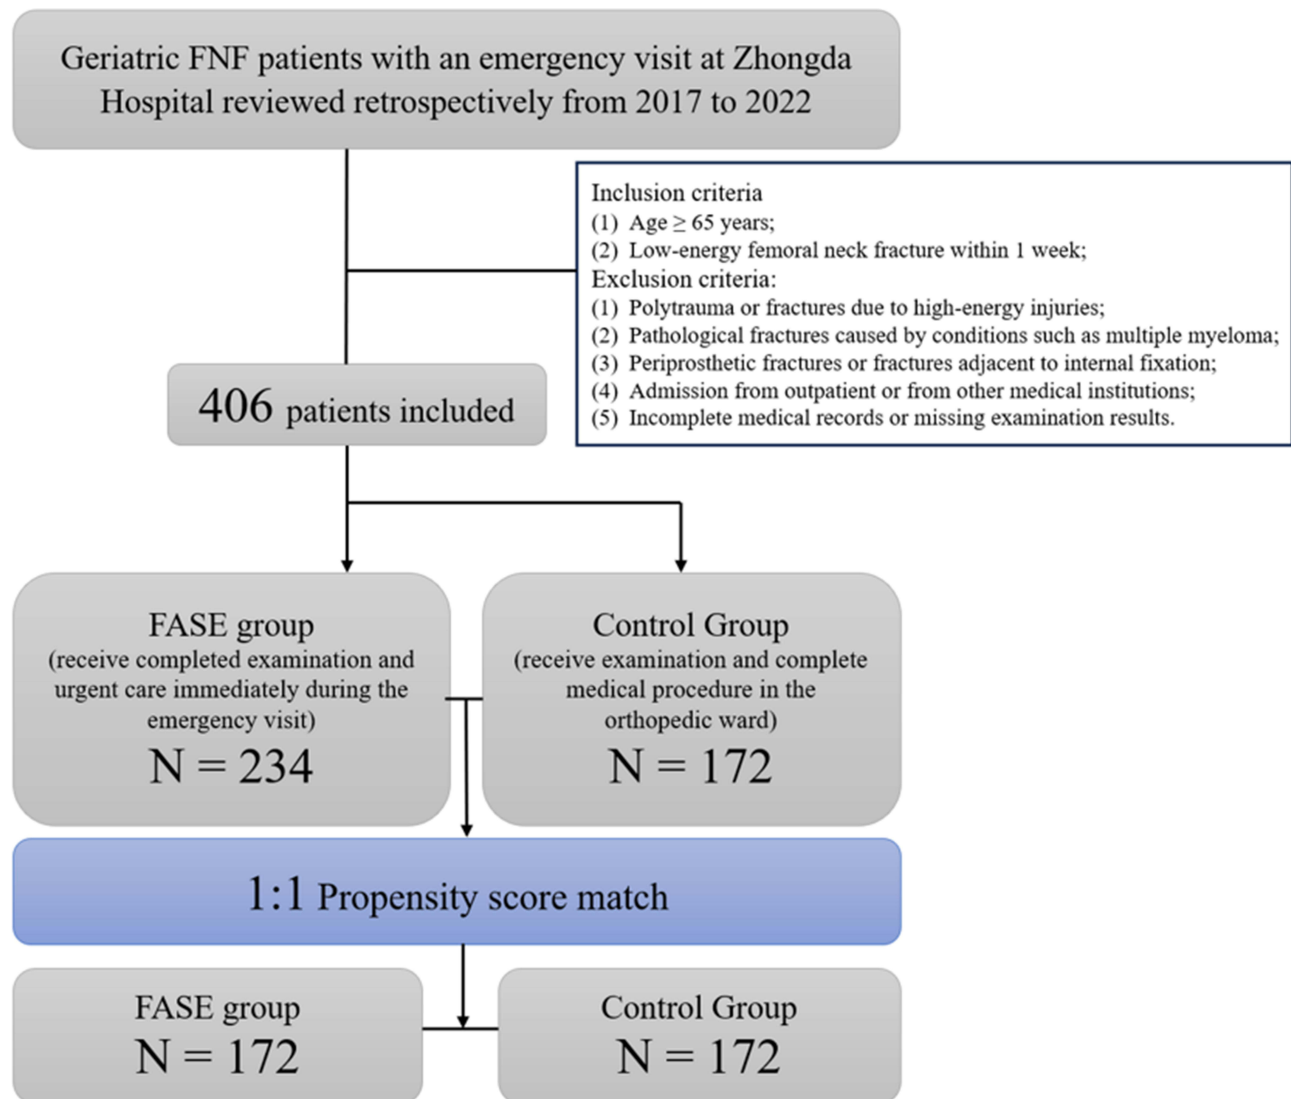 Geriatric FNF patients with an emergency visit at Zhongda
Hospital reviewed retrospectively from 2017 to 2022
Inclusion criteria
(1) Age ≥ 65 years;
(2) Low-energy femoral neck fracture within 1 week;
Exclusion criteria:
(1) Polytrauma or fractures due to high-energy injuries;
(2) Pathological fractures caused by conditions such as multiple myeloma;
(3) Periprosthetic fractures or fractures adjacent to internal fixation;
(4) Admission from outpatient or from other medical institutions;
(5) Incomplete medical records or missing examination results.
406 patients included
FASE group
(receive completed examination and
urgent care immediately during the
emergency visit)
N = 234
Control Group
(receive examination and complete
medical procedure in the
orthopedic ward)
N = 172
1:1 Propensity score match
FASE group
N = 172
Control Group
N = 172